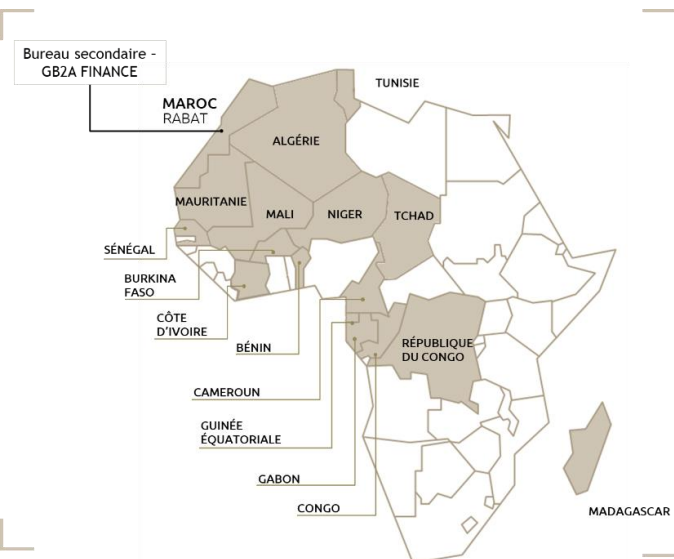 Bureau secondaire -
GB2A FINANCE
TUNISIE
MAROC
RABAT
ALGÉRIE
MAURITANIE
MALI
NIGER
TCHAD
SÉNÉGAL
BURKINA
FASO
CÔTE
D'IVOIRE
BÉNIN
RÉPUBLIQUE
DU CONGO
CAMEROUN
GUINÉE
ÉQUATORIALE
GABON
CONGO
MADAGASCAR